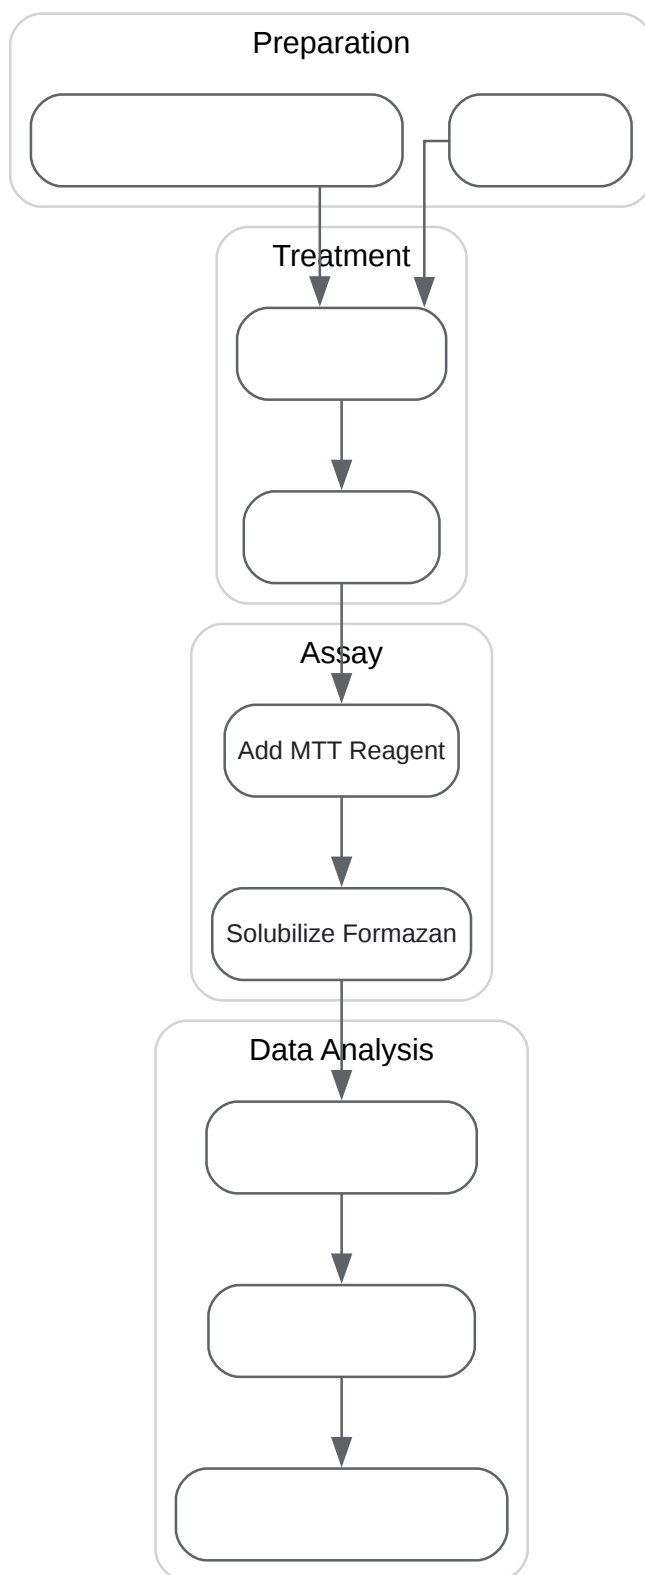 Preparation
Treatment
Assay
Add MTT Reagent
Solubilize Formazan
Data Analysis